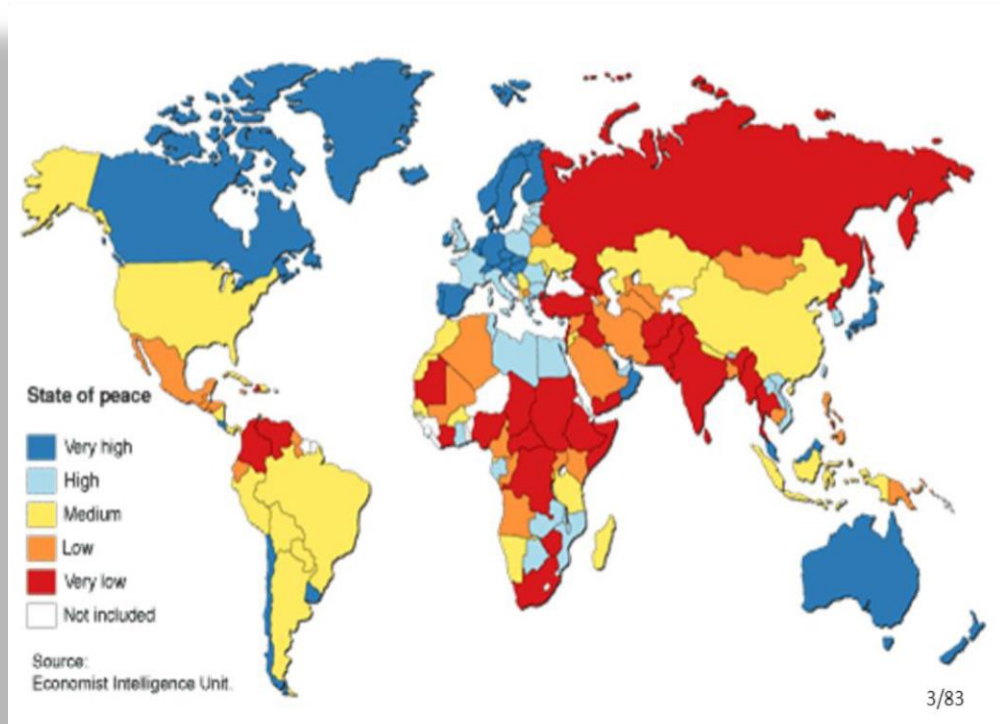 State of peace
Very high
High
Medium
Low
Very low
Not included
Source:
Economist Intelligence Unit.
3/83